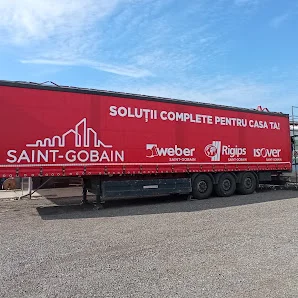 SOLUȚII COMPLETE PENTRU CASA TA!
SAINT-GOBAIN
weber
SAINT-GOBAIN
Rigips
SAINT-GOBAIN
ISOVER
SAINT-GOBAIN